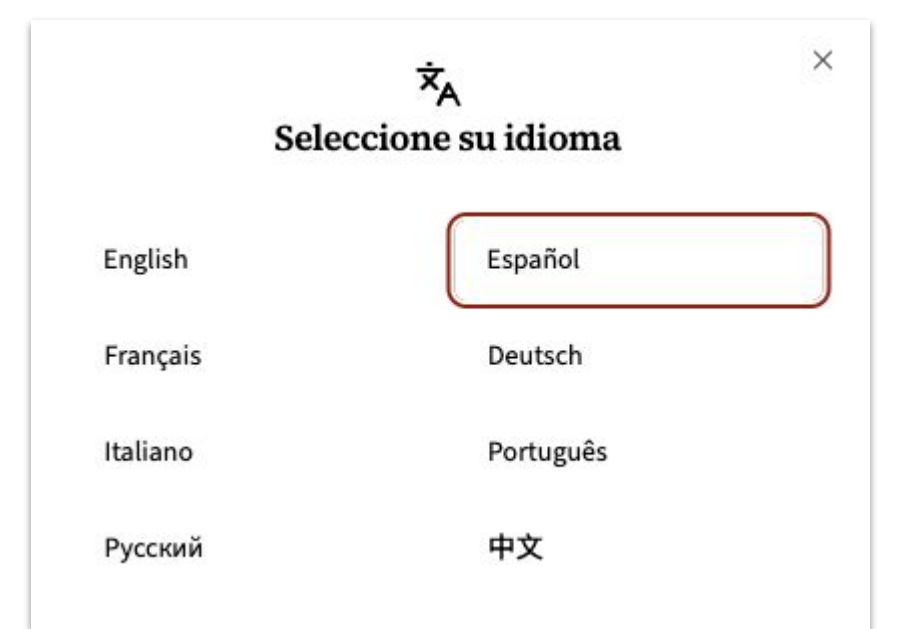 Seleccione su idioma
English
Español
Français
Deutsch
Italiano
Português
Русский
中文